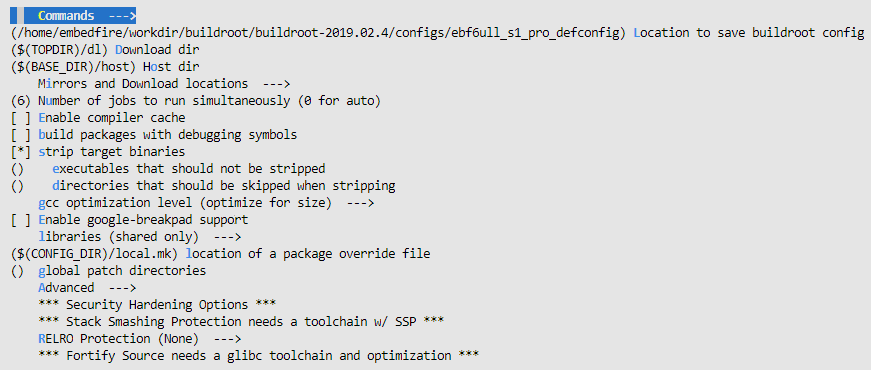 Commands  --->
(/home/embedfire/workdir/buildroot/buildroot-2019.02.4/configs/ebf6ull_s1_pro_defconfig) Location to save buildroot config
($(TOPDIR)/dl) Download dir
($(BASE_DIR)/host) Host dir
Mirrors and Download locations  --->
(6) Number of jobs to run simultaneously (0 for auto)
[ ] Enable compiler cache
[ ] build packages with debugging symbols
[*] strip target binaries
()    executables that should not be stripped
()    directories that should be skipped when stripping
gcc optimization level (optimize for size)  --->
[ ] Enable google-breakpad support
libraries (shared only)  --->
($(CONFIG_DIR)/local.mk) location of a package override file
()  global patch directories
Advanced  --->
*** Security Hardening Options ***
*** Stack Smashing Protection needs a toolchain w/ SSP ***
RELRO Protection (None)  --->
*** Fortify Source needs a glibc toolchain and optimization ***